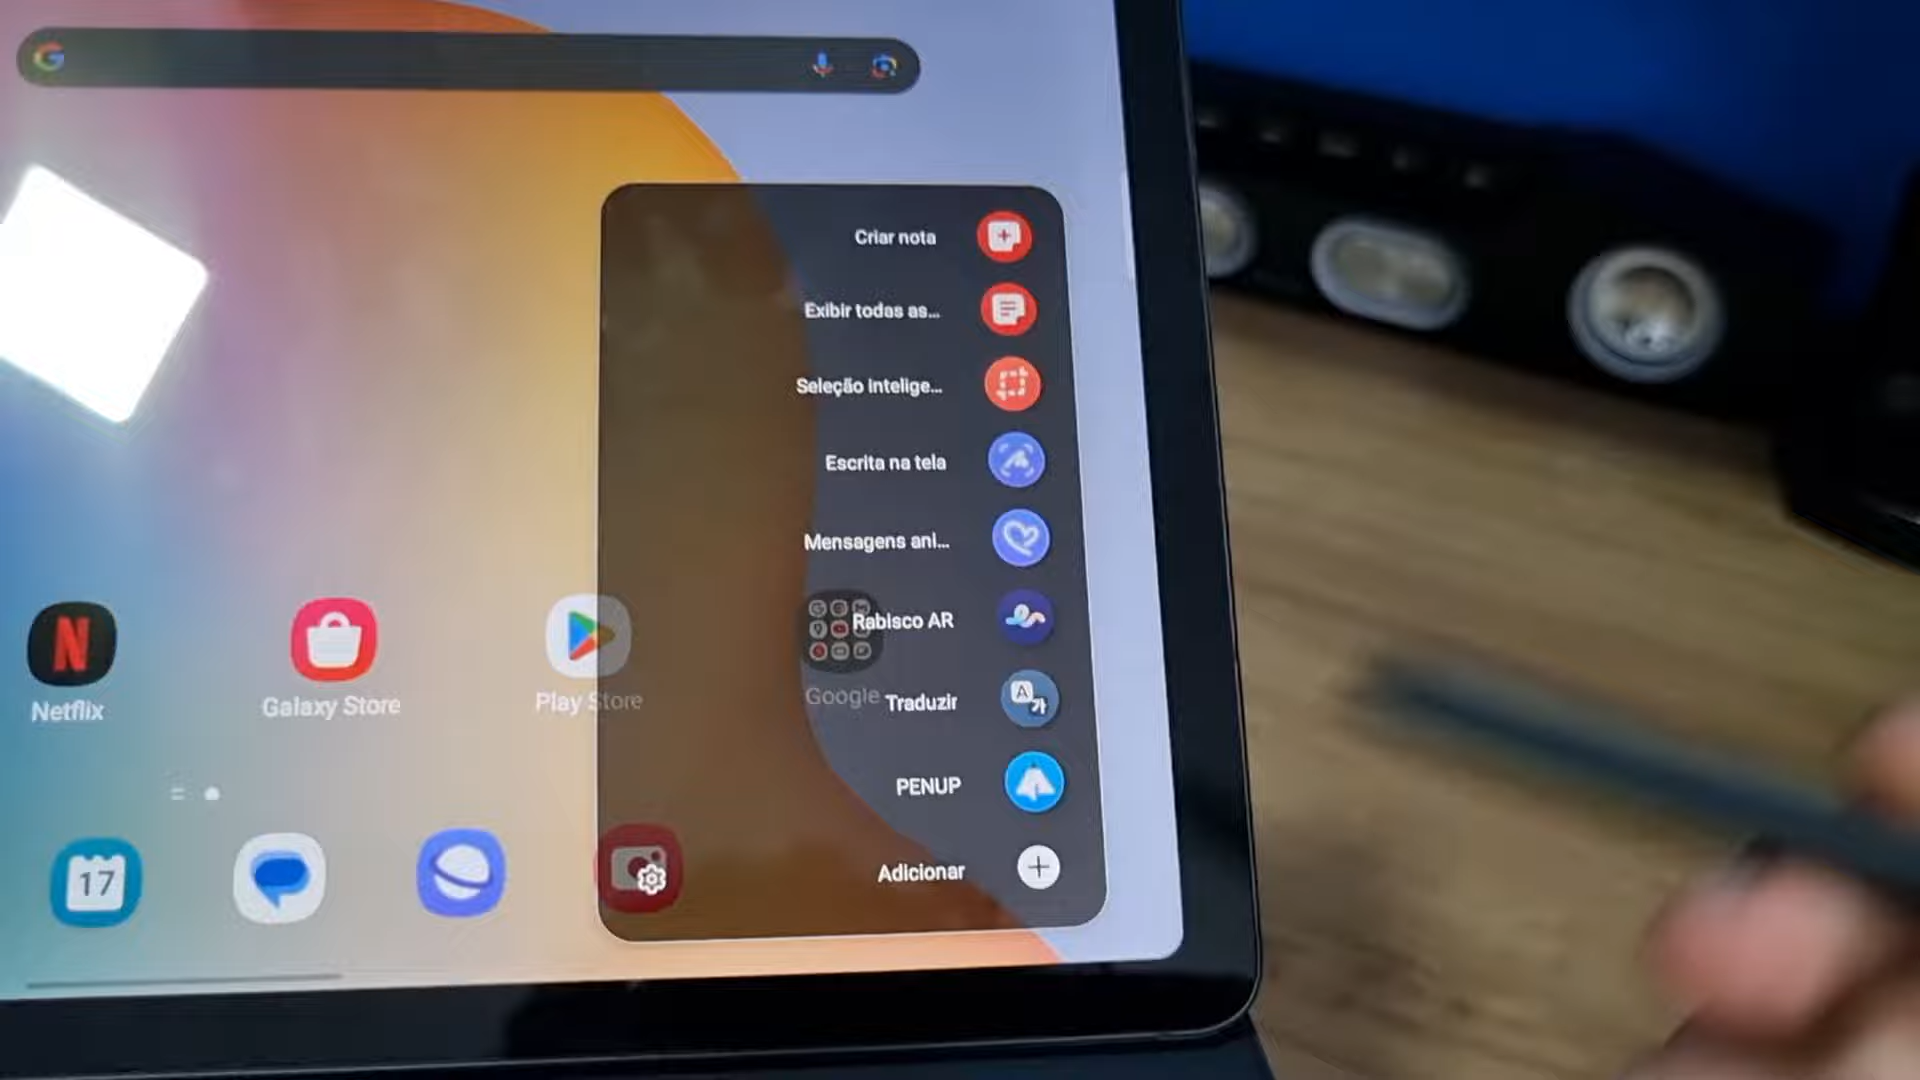 Criar nota
Exibir todas as...
Seleção intelige...
Escrita na tela
Mensagens ani...
Rabisco AR
Traduzir
PENUP
Adicionar
Netflix
Galaxy Store
Play Store
Google
17